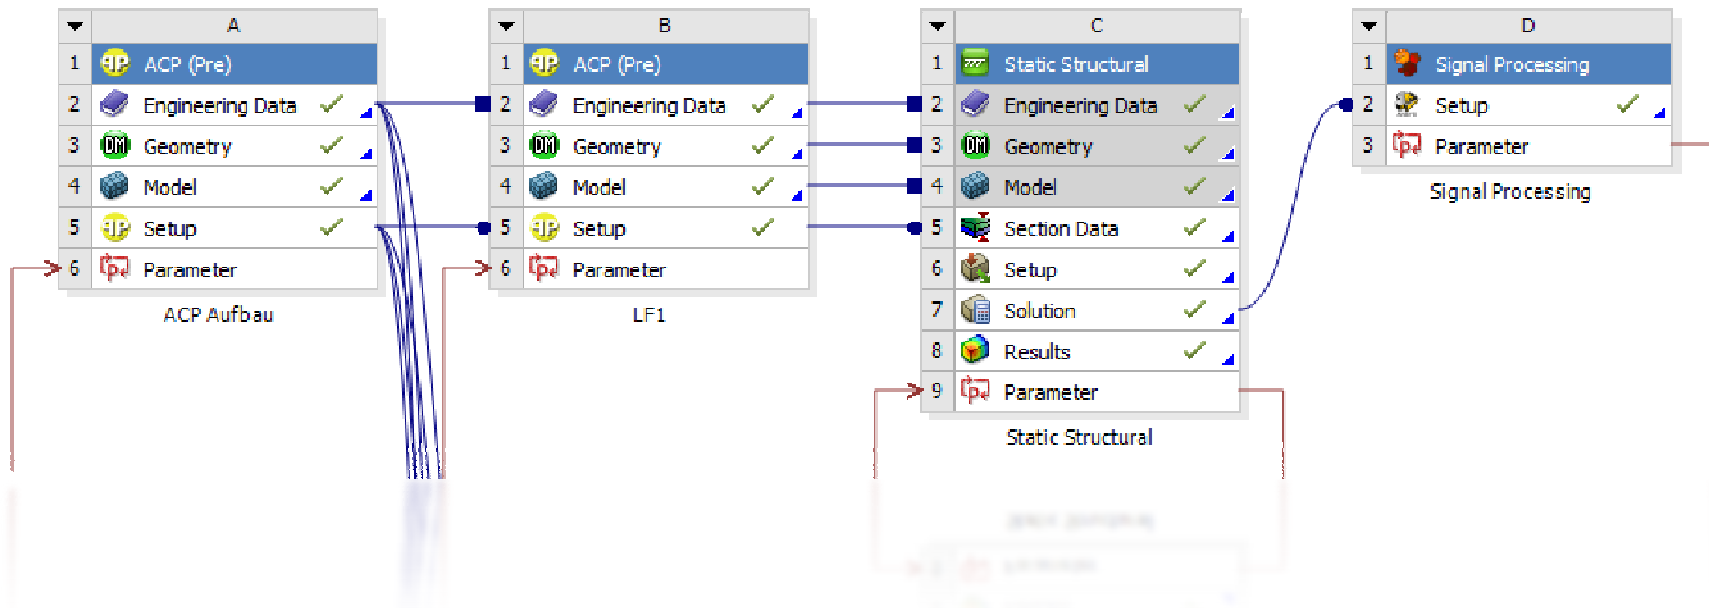 A
1 ACP (Pre)
2 Engineering Data
3 DM Geometry
4 Model
5 Setup
6 Parameter
ACP Aufbau
B
1 ACP (Pre)
2 Engineering Data
3 DM Geometry
4 Model
5 Setup
6 Parameter
LF1
C
1 Static Structural
2 Engineering Data
3 DM Geometry
4 Model
5 Section Data
6 Setup
7 Solution
8 Results
9 Parameter
Static Structural
D
1 Signal Processing
2 Setup
3 Parameter
Signal Processing